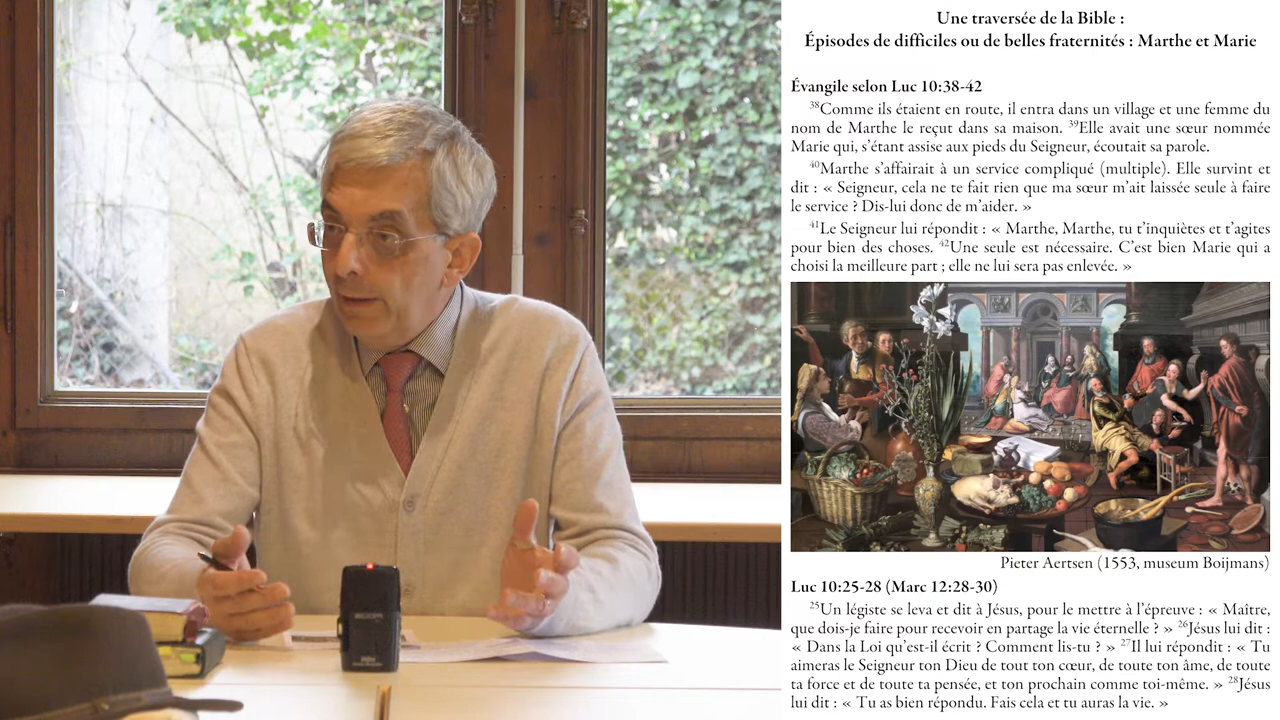 Une traversée de la Bible :
Épisodes de difficiles ou de belles fraternités : Marthe et Marie
Évangile selon Luc 10:38-42
38Comme ils étaient en route, il entra dans un village et une femme du
nom de Marthe le reçut dans sa maison. 39Elle avait une sœur nommée
Marie qui, s’étant assise aux pieds du Seigneur, écoutait sa parole.
40Marthe s’affairait à un service compliqué (multiple). Elle survint et
dit : « Seigneur, cela ne te fait rien que ma sœur m’ait laissée seule à faire
le service ? Dis-lui donc de m’aider. »
41Le Seigneur lui répondit : « Marthe, Marthe, tu t’inquiètes et t’agites
pour bien des choses. 42Une seule est nécessaire. C’est bien Marie qui a
choisi la meilleure part ; elle ne lui sera pas enlevée. »
Pieter Aertsen (1553, museum Boijmans)
Luc 10:25-28 (Marc 12:28-30)
25Un légiste se leva et dit à Jésus, pour le mettre à l’épreuve : « Maître,
que dois-je faire pour recevoir en partage la vie éternelle ? » 26Jésus lui dit :
« Dans la Loi qu’est-il écrit ? Comment lis-tu ? » 27Il lui répondit : « Tu
aimeras le Seigneur ton Dieu de tout ton cœur, de toute ton âme, de toute
ta force et de toute ta pensée, et ton prochain comme toi-même. » 28Jésus
lui dit : « Tu as bien répondu. Fais cela et tu auras la vie. »
zoom